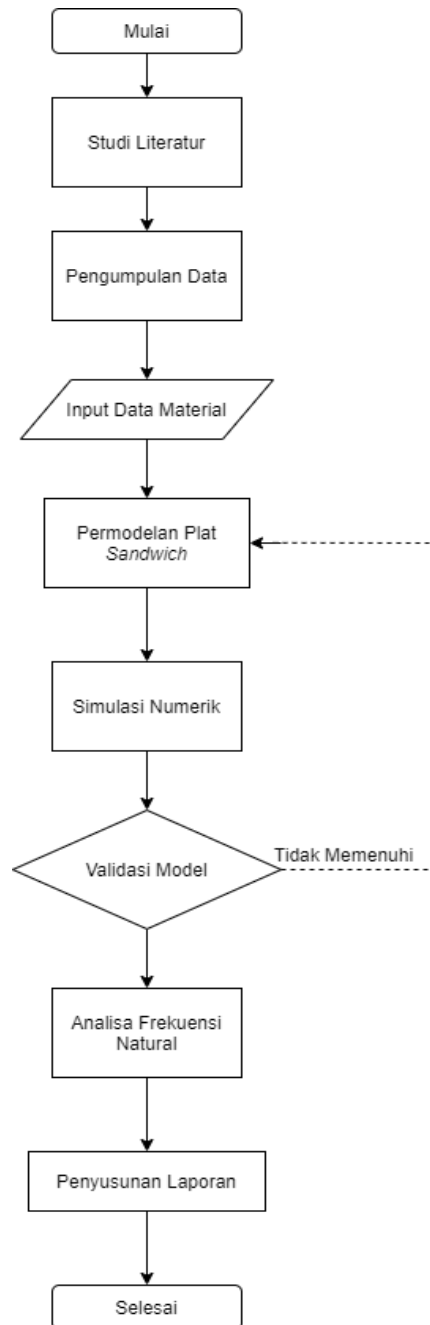 Mulai
Studi Literatur
Pengumpulan Data
Input Data Material
Permodelan Plat
Sandwich
Simulasi Numerik
Validasi Model
Tidak Memenuhi
Analisa Frekuensi
Natural
Penyusunan Laporan
Selesai